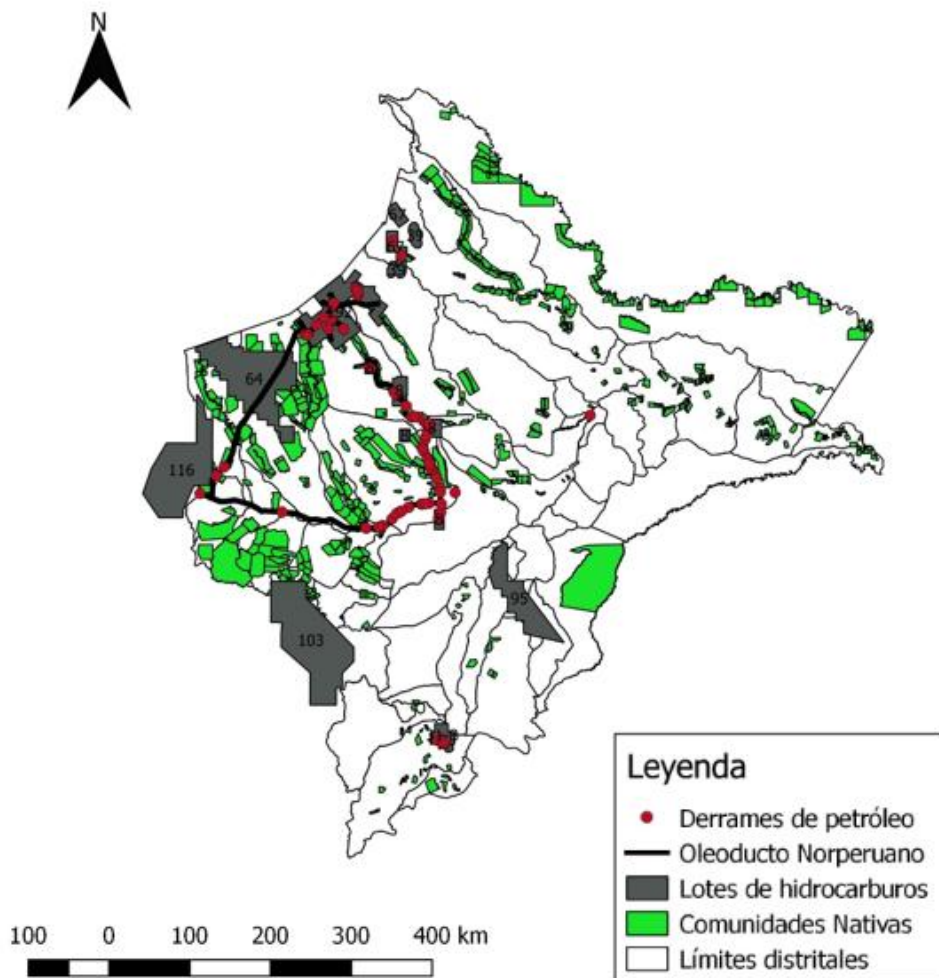 N
64
116
95
103
Leyenda
Derrames de petróleo
Oleoducto Norperuano
Lotes de hidrocarburos
Comunidades Nativas
Límites distritales
100 0 100 200 300 400 km